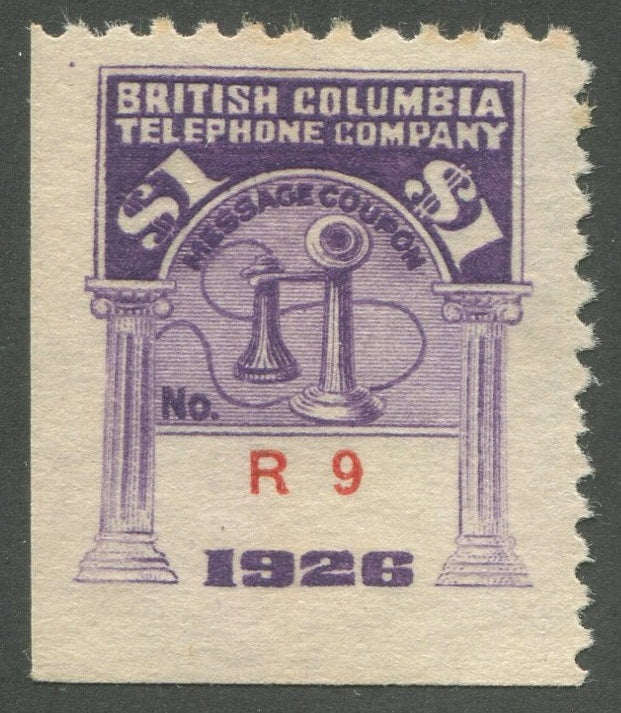 BRITISH COLUMBIA
TELEPHONE COMPANY
$1 $1
MESSAGE COUPON
No.
R 9
1926